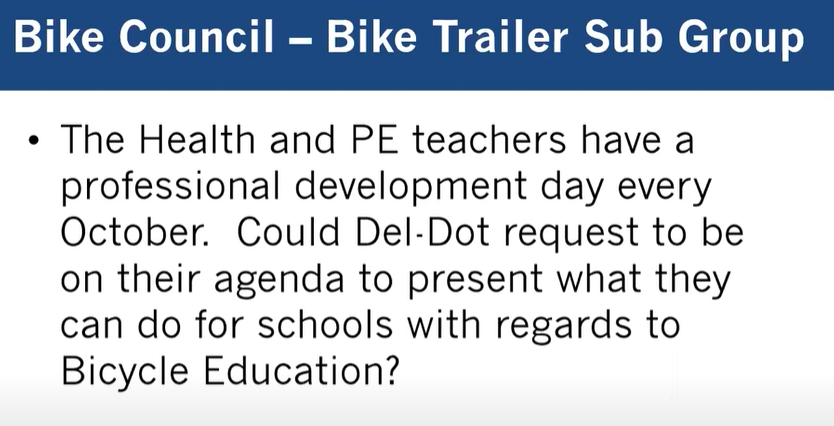 Bike Council – Bike Trailer Sub Group
• The Health and PE teachers have a
professional development day every
October.  Could Del-Dot request to be
on their agenda to present what they
can do for schools with regards to
Bicycle Education?